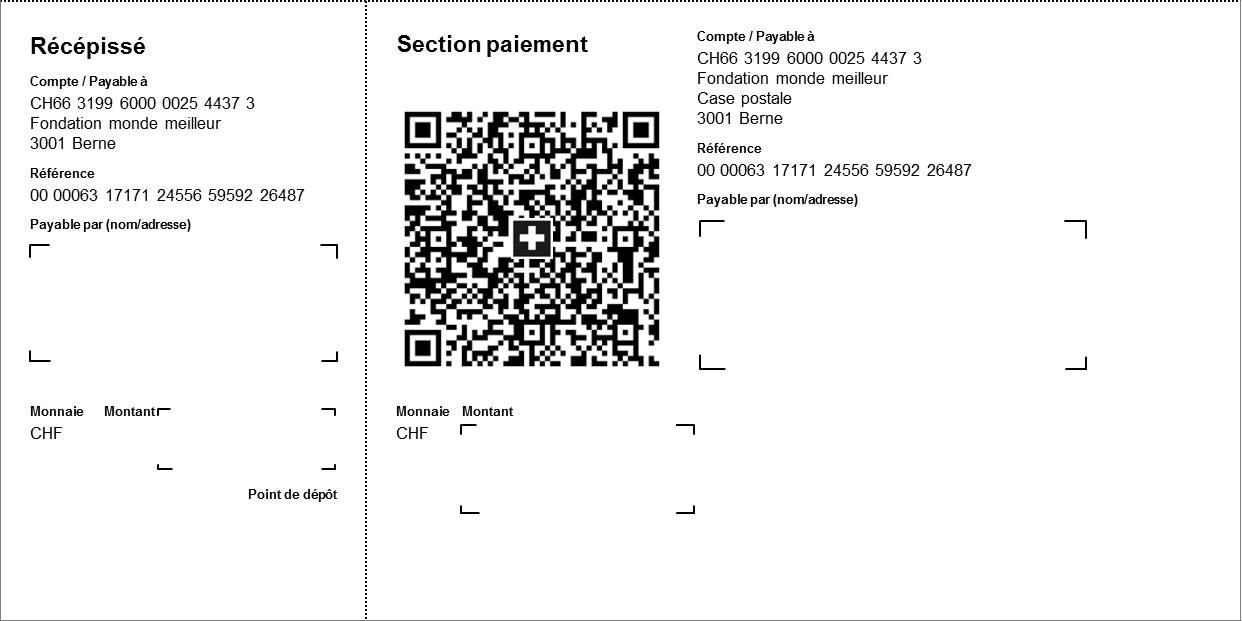 Récépissé
Compte / Payable à
CH66 3199 6000 0025 4437 3
Fondation monde meilleur
3001 Berne
Référence
00 00063 17171 24556 59592 26487
Payable par (nom/adresse)
Monnaie Montant
CHF
Point de dépôt
Section paiement
Monnaie Montant
CHF
Compte / Payable à
CH66 3199 6000 0025 4437 3
Fondation monde meilleur
Case postale
3001 Berne
Référence
00 00063 17171 24556 59592 26487
Payable par (nom/adresse)